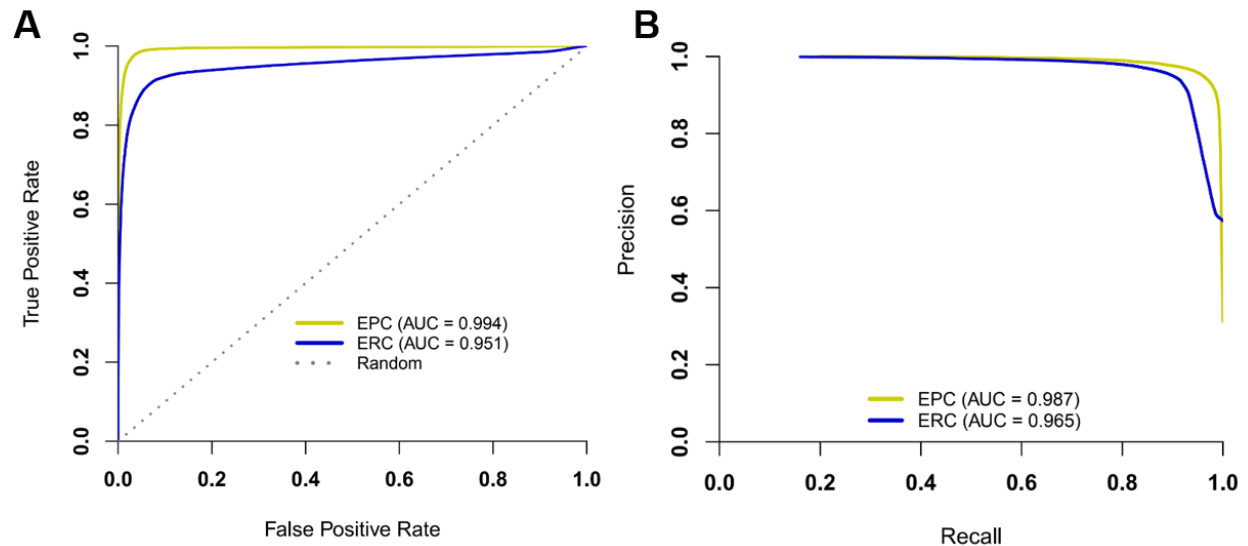 A
1.0
0.8
0.6
0.4
0.2
0.0
True Positive Rate
EPC (AUC = 0.994)
ERC (AUC = 0.951)
Random
0.0 0.2 0.4 0.6 0.8 1.0
False Positive Rate
B
1.0
0.8
0.6
0.4
0.2
0.0
Precision
EPC (AUC = 0.987)
ERC (AUC = 0.965)
0.0 0.2 0.4 0.6 0.8 1.0
Recall